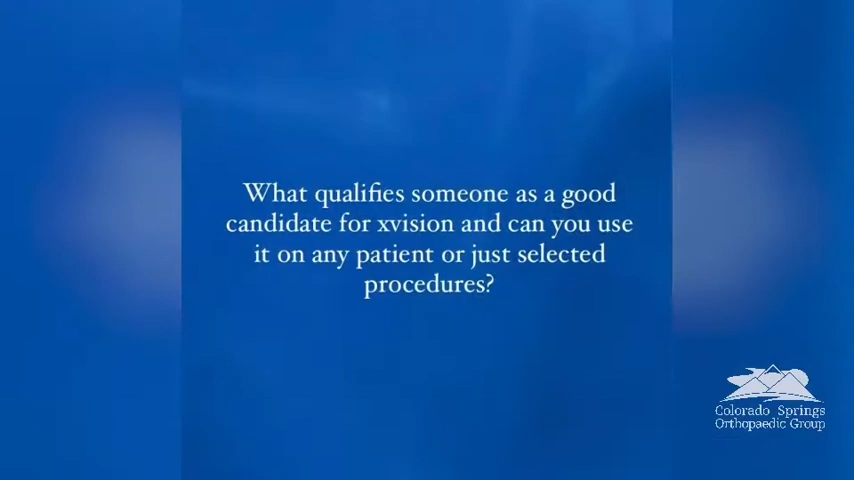 What qualifies someone as a good
candidate for xvision and can you use
it on any patient or just selected
procedures?
Colorado Springs
Orthopaedic Group